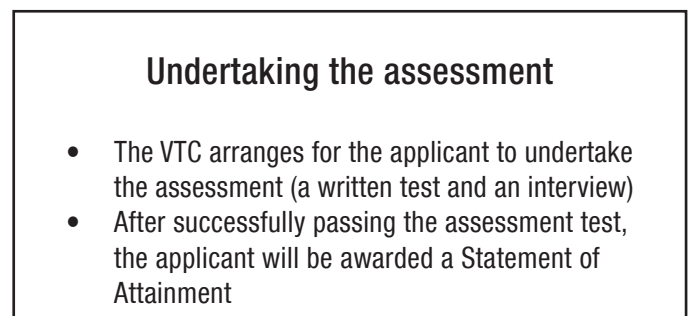 Undertaking the assessment
• The VTC arranges for the applicant to undertake
the assessment (a written test and an interview)
• After successfully passing the assessment test,
the applicant will be awarded a Statement of
Attainment